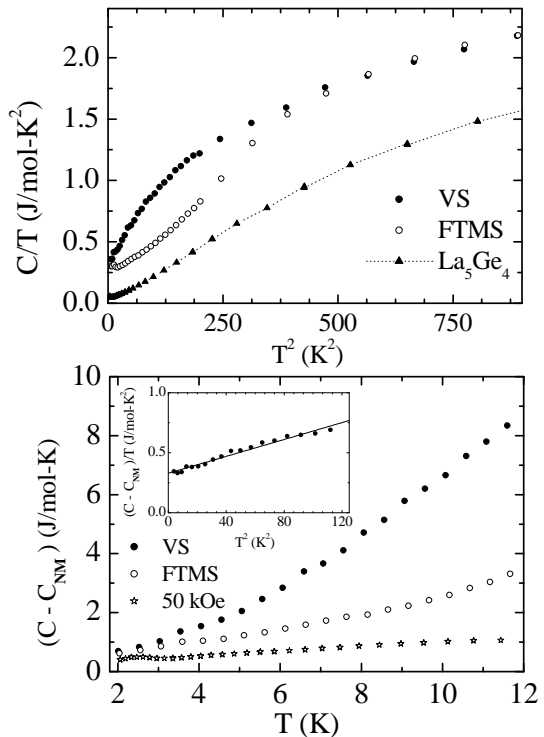 2.0
1.5
1.0
0.5
0.0
C/T (J/mol-K²)
VS
FTMS
La₅Ge₄
0 250 500 750
T² (K²)
10
8
6
4
2
0
(C - C_NM) (J/mol-K)
1.0
0.5
0.0
(C - C_NM)/T (J/mol-K²)
0 40 80 120
T² (K²)
VS
FTMS
50 kOe
2 4 6 8 10 12
T (K)